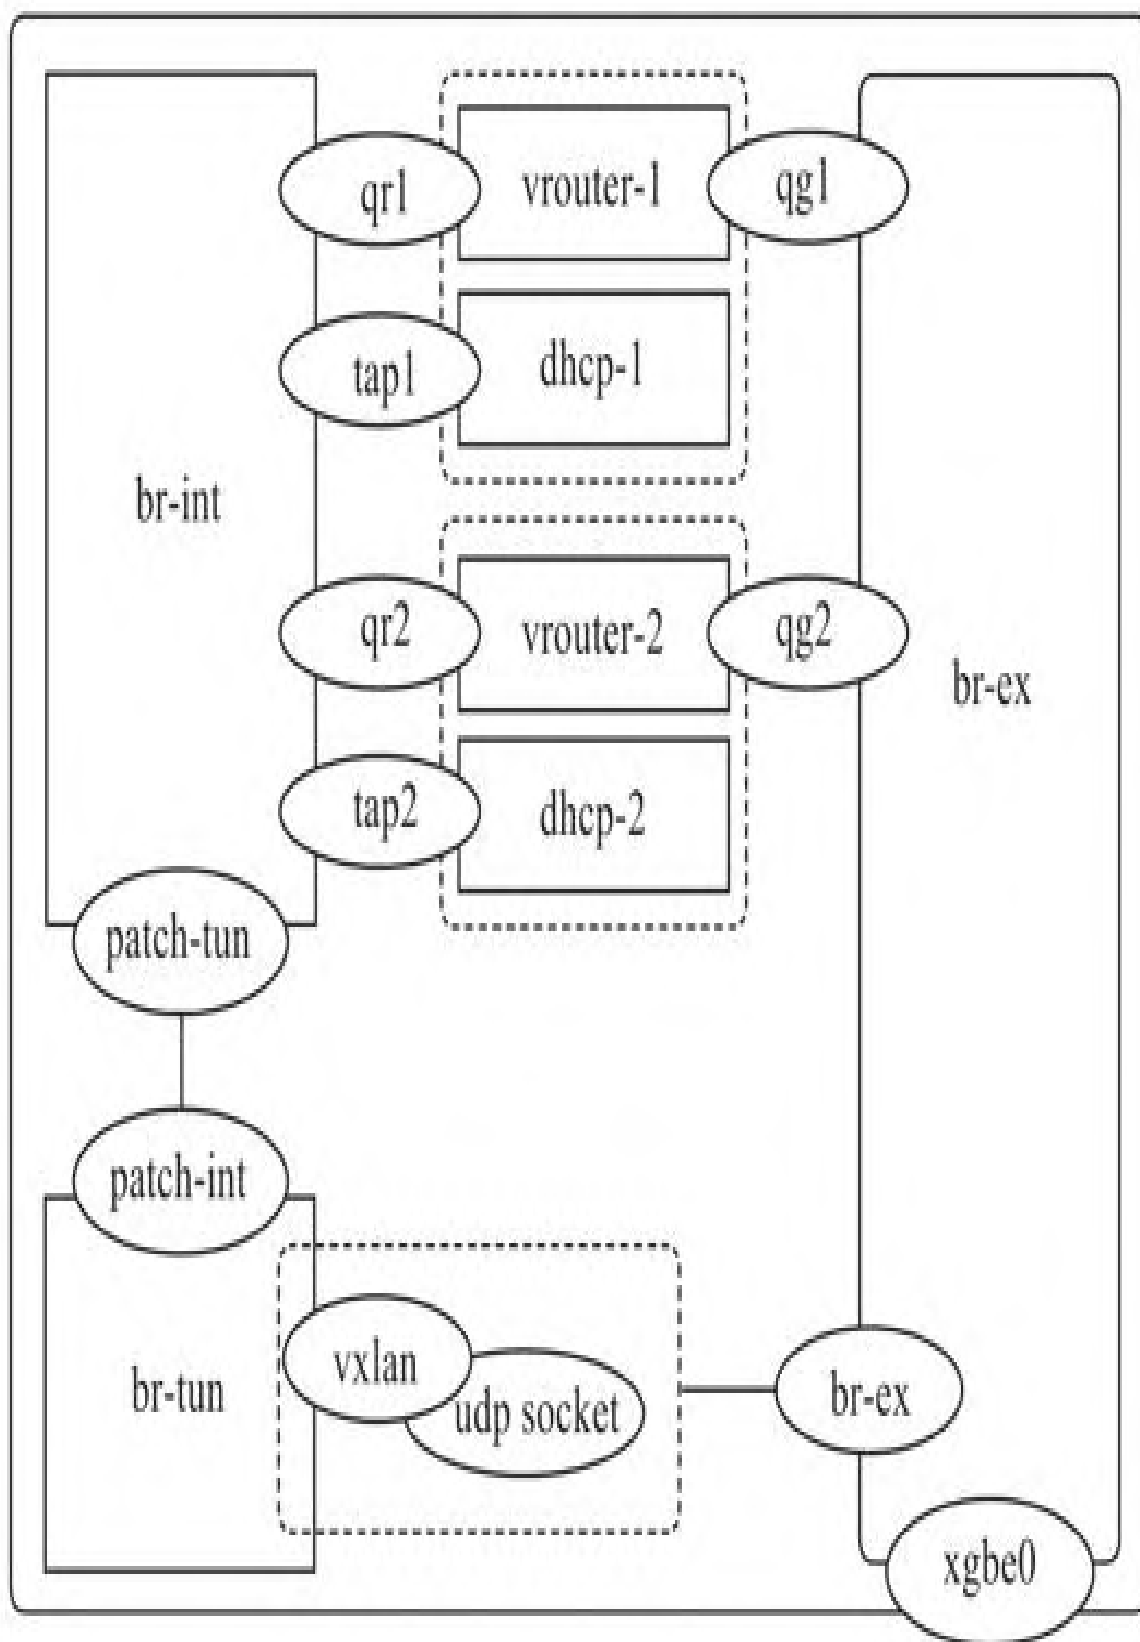 qr1
vrouter-1
qg1
tap1
dhcp-1
br-int
qr2
vrouter-2
qg2
br-ex
tap2
dhcp-2
patch-tun
patch-int
vxlan
br-tun
udp socket
br-ex
xgbe0